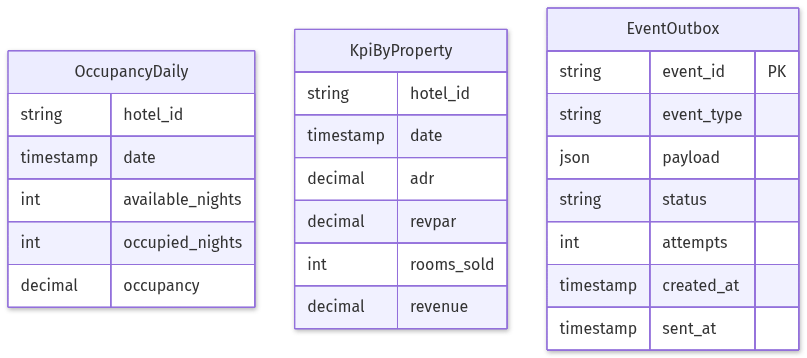 OccupancyDaily
string hotel_id
timestamp date
int available_nights
int occupied_nights
decimal occupancy
KpiByProperty
string hotel_id
timestamp date
decimal adr
decimal revpar
int rooms_sold
decimal revenue
EventOutbox
string event_id PK
string event_type
json payload
string status
int attempts
timestamp created_at
timestamp sent_at